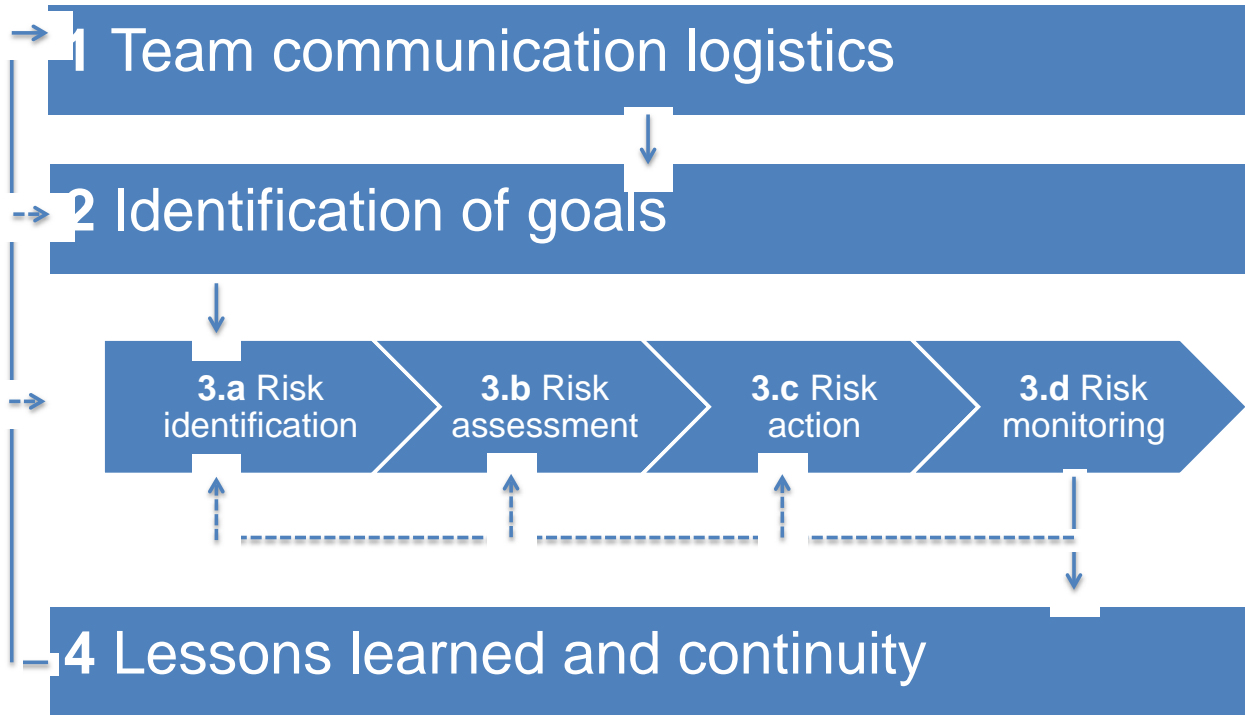 1 Team communication logistics
2 Identification of goals
3.a Risk
identification
3.b Risk
assessment
3.c Risk
action
3.d Risk
monitoring
4 Lessons learned and continuity